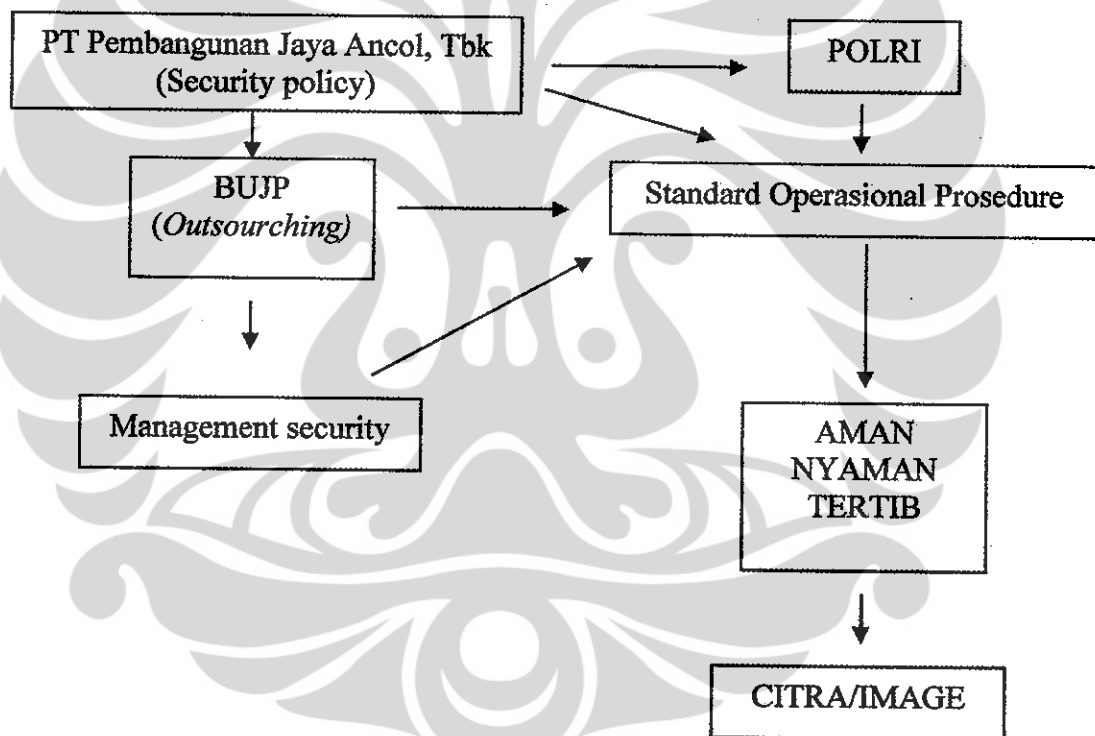 PT Pembangunan Jaya Ancol, Tbk
(Security policy)
POLRI
BUJP
(Outsourching)
Standard Operasional Prosedure
Management security
AMAN
NYAMAN
TERTIB
CITRA/IMAGE